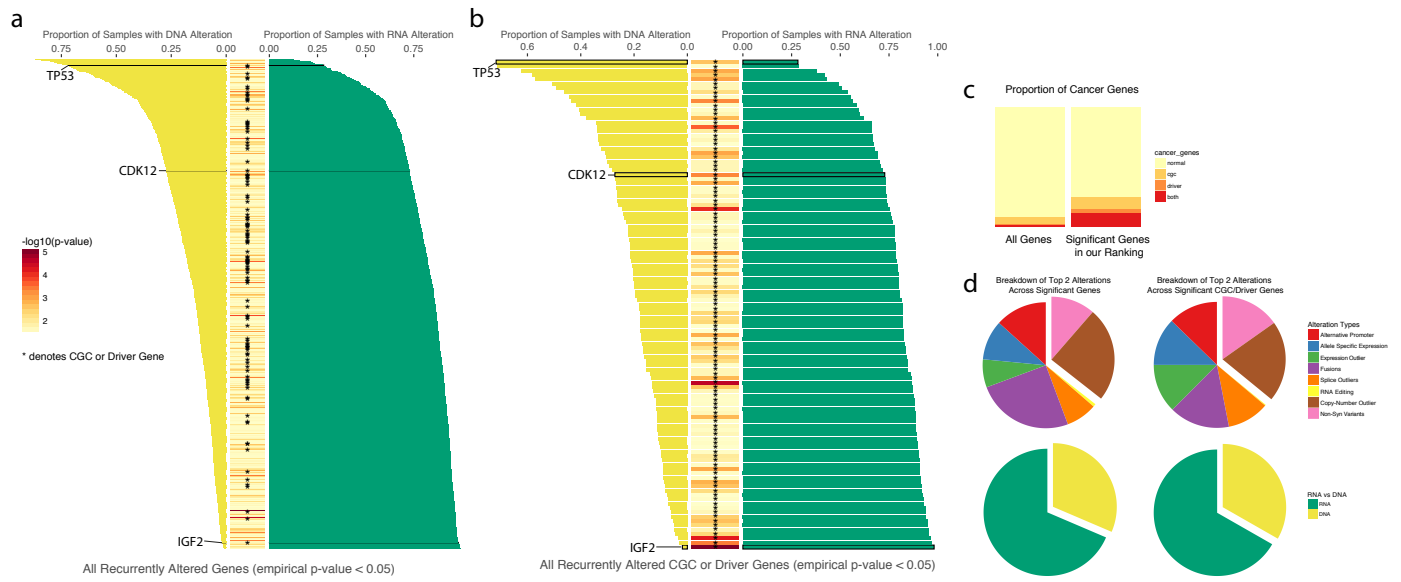 a
Proportion of Samples with DNA Alteration
Proportion of Samples with RNA Alteration
0.75 0.50 0.25 0.00
0.00 0.25 0.50 0.75
TP53
CDK12
IGF2
-log10(p-value)
5
4
3
2
* denotes CGC or Driver Gene
All Recurrently Altered Genes (empirical p-value < 0.05)
b
Proportion of Samples with DNA Alteration
Proportion of Samples with RNA Alteration
0.6 0.4 0.2 0.0
0.00 0.25 0.50 0.75 1.00
TP53
CDK12
IGF2
All Recurrently Altered CGC or Driver Genes (empirical p-value < 0.05)
c
Proportion of Cancer Genes
cancer_genes
normal
cgc
driver
both
All Genes
Significant Genes
in our Ranking
d
Breakdown of Top 2 Alterations
Across Significant Genes
Breakdown of Top 2 Alterations
Across Significant CGC/Driver Genes
Alteration Types
Alternative Promoter
Allele Specific Expression
Expression Outlier
Fusions
Splice Outliers
RNA Editing
Copy-Number Outlier
Non-Syn Variants
RNA vs DNA
RNA
DNA